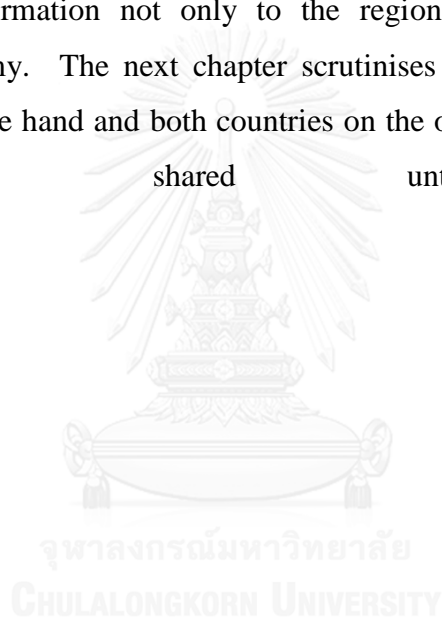 rmation not only to the region
ny. The next chapter scrutinises
e hand and both countries on the o
shared unt
จุฬาลงกรณ์มหาวิทยาลัย
CHULALONGKORN UNIVERSITY